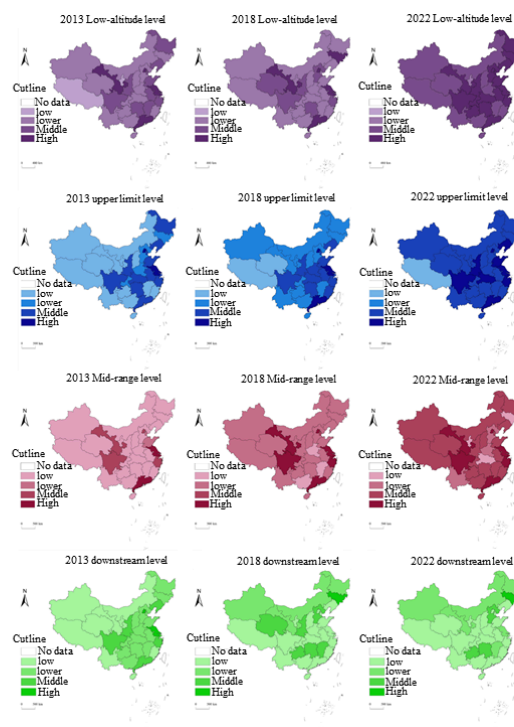 2013 Low-altitude level
N
Cutline
No data
low
lower
Middle
High
2018 Low-altitude level
N
Cutline
No data
low
lower
Middle
High
2022 Low-altitude level
N
Cutline
No data
low
lower
Middle
High
2013 upper limit level
N
Cutline
No data
low
lower
Middle
High
2018 upper limit level
N
Cutline
No data
low
lower
Middle
High
2022 upper limit level
N
Cutline
No data
low
lower
Middle
High
2013 Mid-range level
N
Cutline
No data
low
lower
Middle
High
2018 Mid-range level
N
Cutline
No data
low
lower
Middle
High
2022 Mid-range level
N
Cutline
No data
low
lower
Middle
High
2013 downstream level
N
Cutline
No data
low
lower
Middle
High
2018 downstream level
N
Cutline
No data
low
lower
Middle
High
2022 downstream level
N
Cutline
No data
low
lower
Middle
High